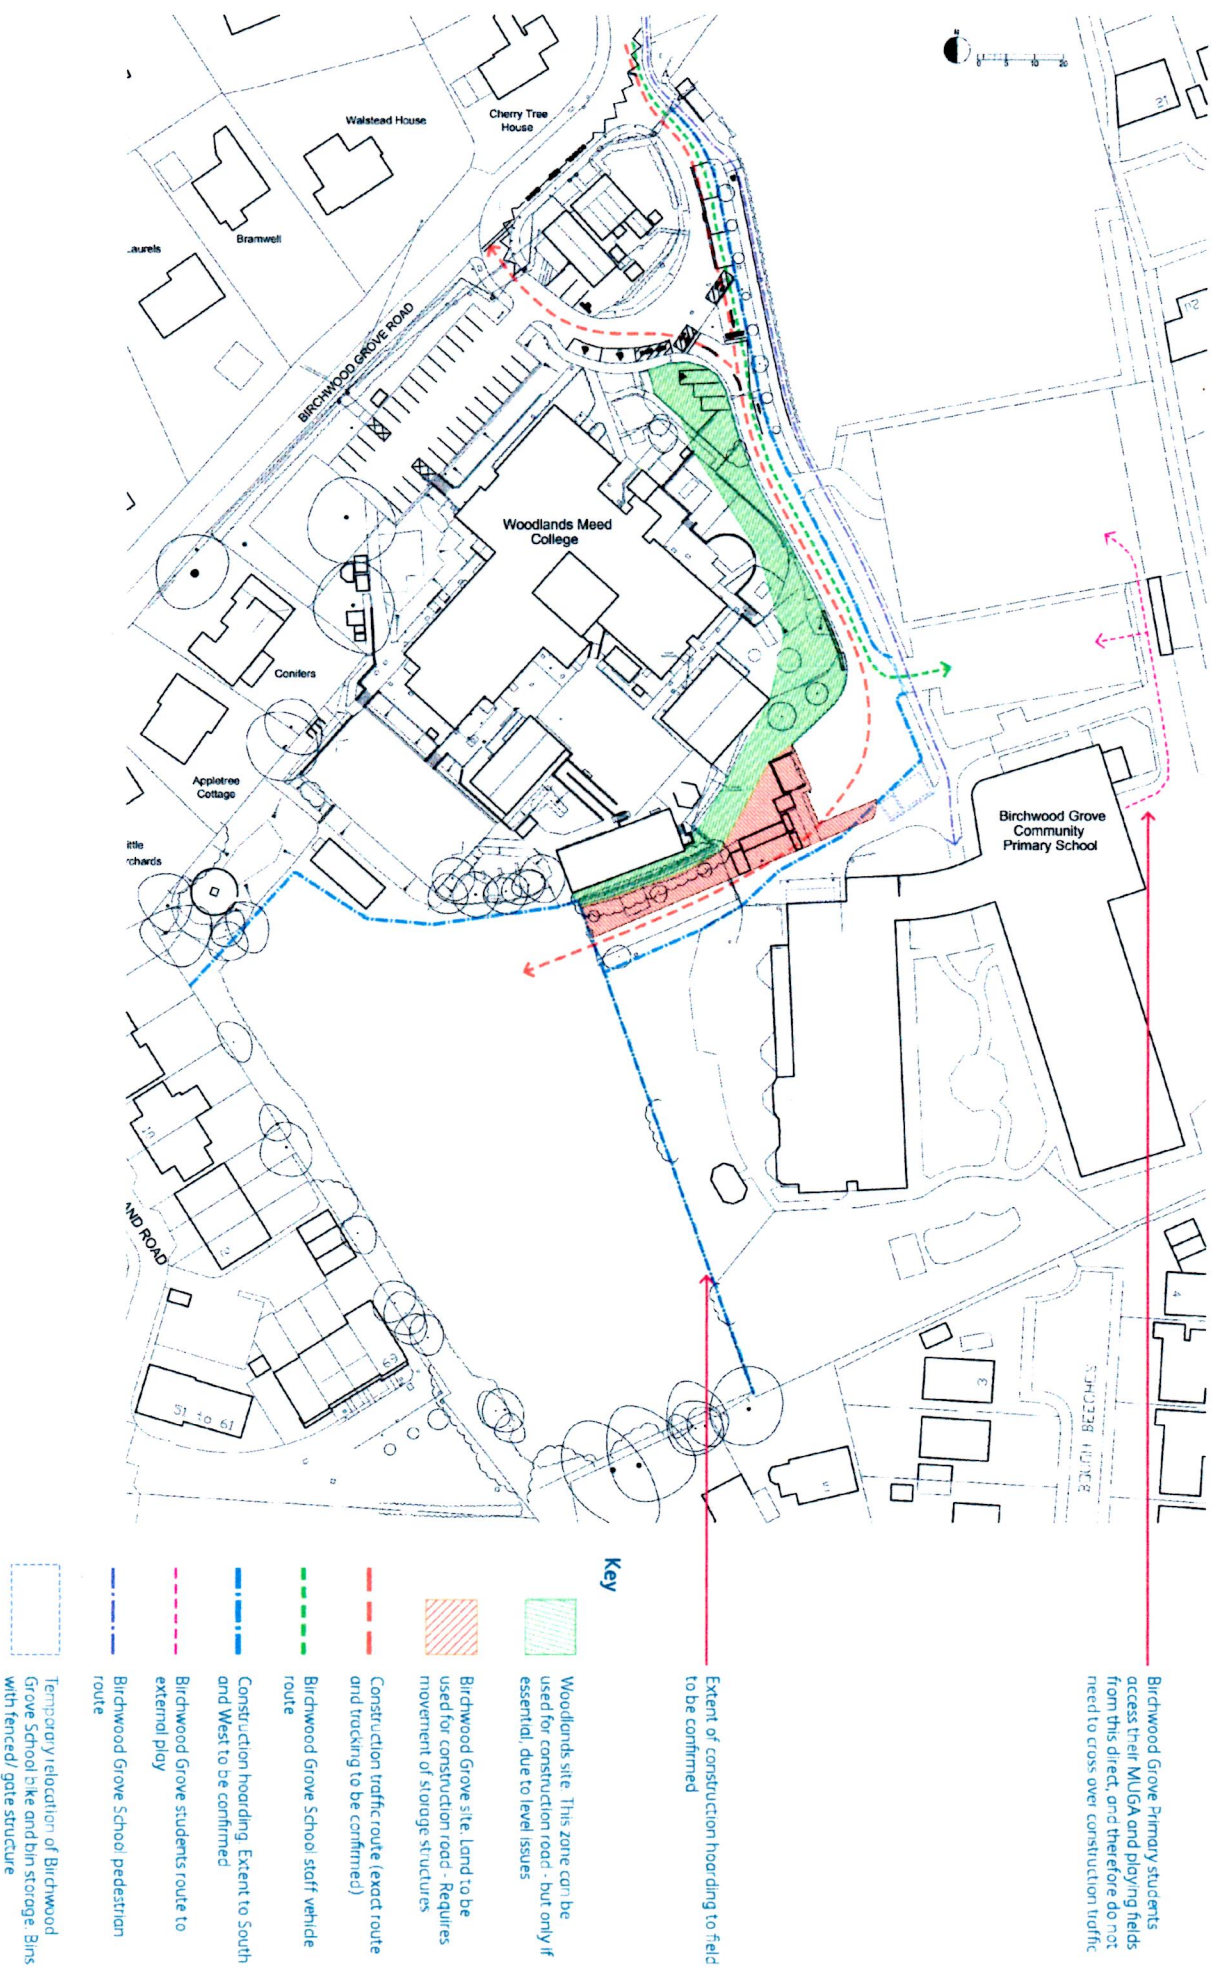 N
0 5 10 20
Cherry Tree
House
Walstead House
Bramwell
BIRCHWOOD GROVE ROAD
Woodlands Meed
College
Conifers
Appletree
Cottage
Birchwood Grove
Community
Primary School
AND ROAD
51 to 61
69
3
4
Birchwood Grove Primary students
access their MUGA and playing fields
from this direct, and therefore do not
need to cross over construction traffic
Extent of construction hoarding to field
to be confirmed
Key
Woodlands site. This zone can be
used for construction road - but only if
essential, due to level issues
Birchwood Grove site. Land to be
used for construction road - Requires
movement of storage structures
Construction traffic route (exact route
and tracking to be confirmed)
Birchwood Grove School staff vehicle
route
Construction hoarding. Extent to South
and West to be confirmed
Birchwood Grove students route to
external play
Birchwood Grove School pedestrian
route
Temporary relocation of Birchwood
Grove School bike and bin storage. Bins
with fenced/ gate structure